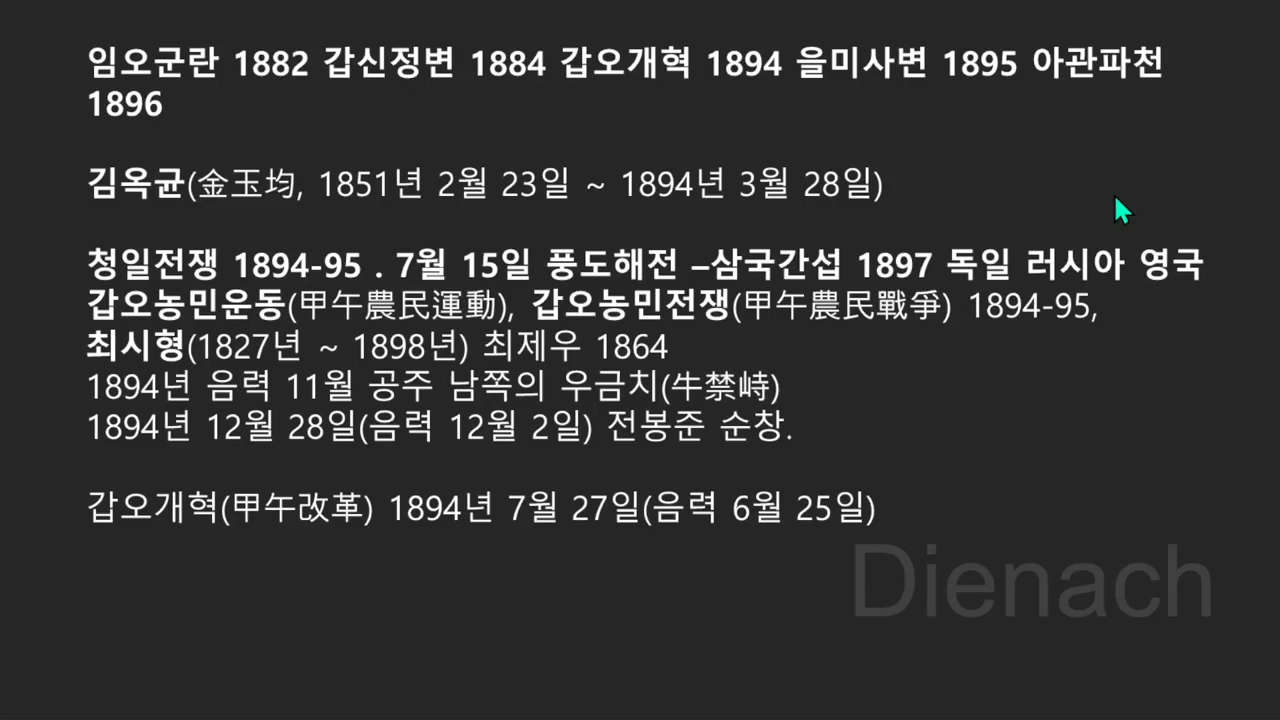 임오군란 1882 갑신정변 1884 갑오개혁 1894 을미사변 1895 아관파천
1896
김옥균(金玉均, 1851년 2월 23일 ~ 1894년 3월 28일)
청일전쟁 1894-95 . 7월 15일 풍도해전 –삼국간섭 1897 독일 러시아 영국
갑오농민운동(甲午農民運動), 갑오농민전쟁(甲午農民戰爭) 1894-95,
최시형(1827년 ~ 1898년) 최제우 1864
1894년 음력 11월 공주 남쪽의 우금치(牛禁峙)
1894년 12월 28일(음력 12월 2일) 전봉준 순창.
갑오개혁(甲午改革) 1894년 7월 27일(음력 6월 25일)
Dienach